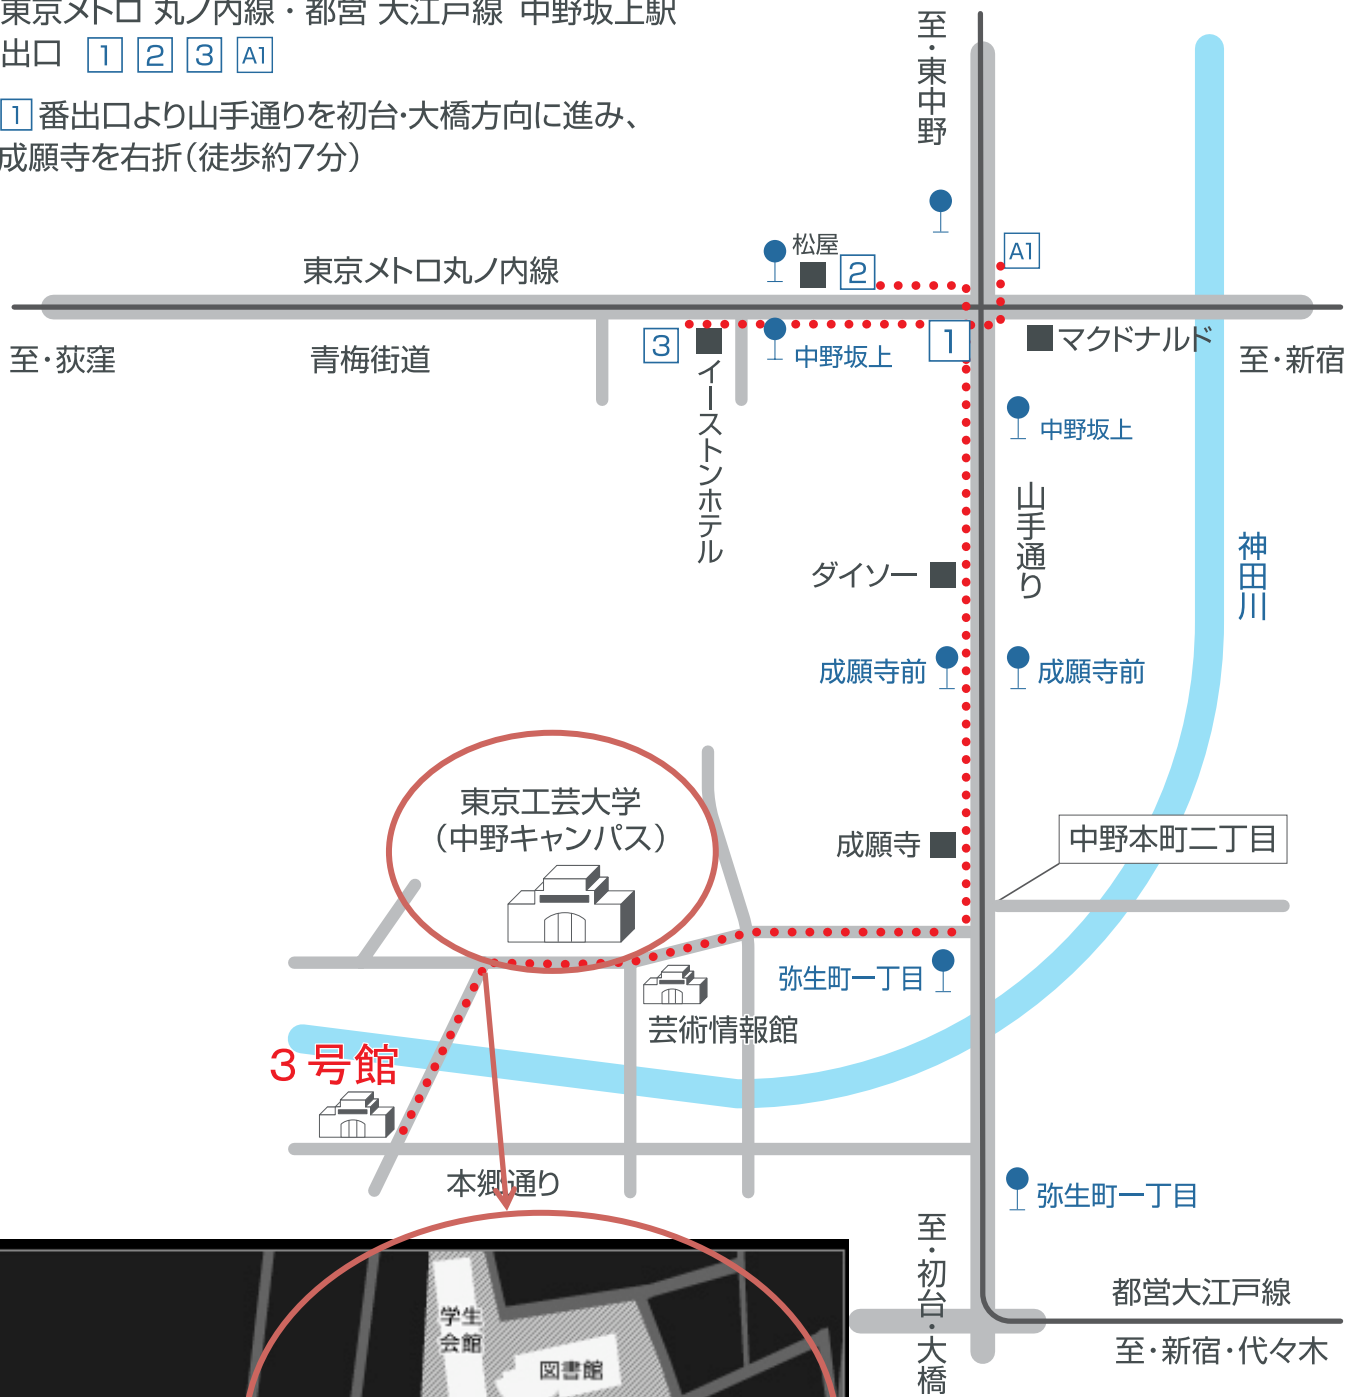 東京メトロ 丸ノ内線・都営 大江戸線 中野坂上駅
出口 1 2 3 A1
1番出口より山手通りを初台・大橋方向に進み、
成願寺を右折(徒歩約7分)
至・東中野
A1
松屋
2
東京メトロ丸ノ内線
3
中野坂上
1
マクドナルド
至・荻窪
青梅街道
至・新宿
イーストンホテル
中野坂上
山手通り
神田川
ダイソー
成願寺前
成願寺前
東京工芸大学
(中野キャンパス)
成願寺
中野本町二丁目
弥生町一丁目
芸術情報館
3号館
本郷通り
弥生町一丁目
至・初台・大橋
都営大江戸線
至・新宿・代々木
学生
会館
図書館